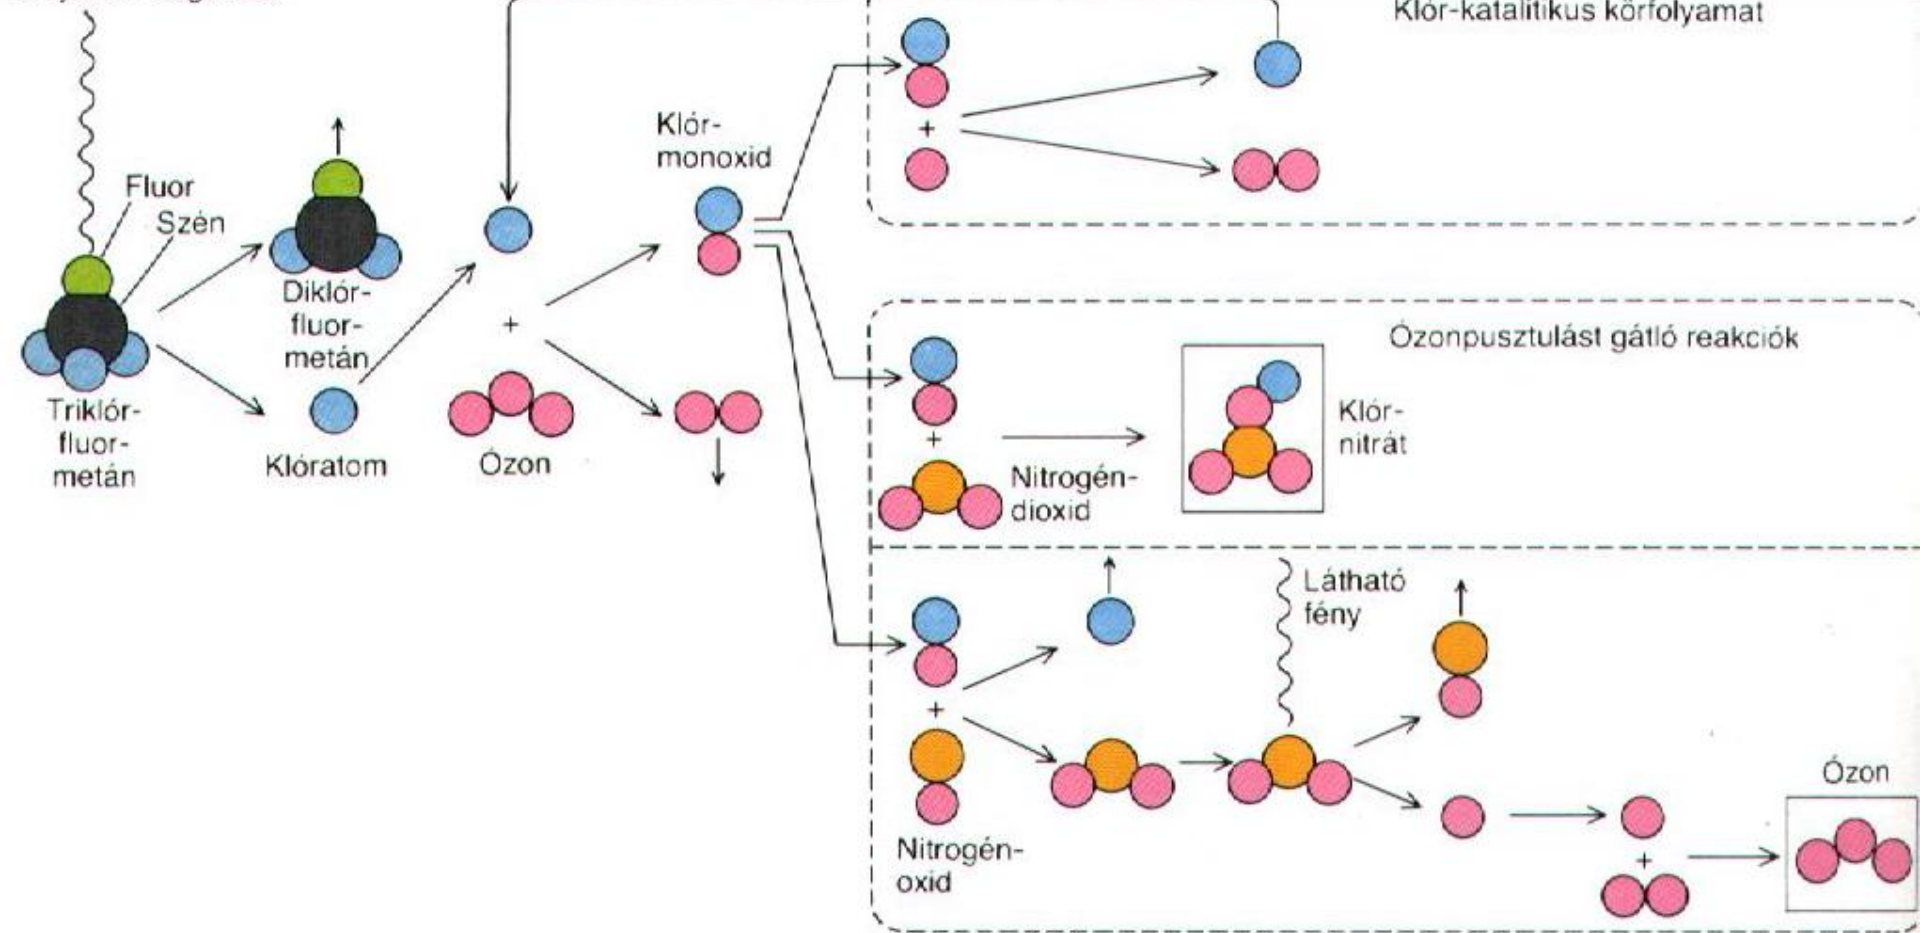 Klór-katalitikus körfolyamat
Klór-
monoxid
Fluor
Szén
Diklór-
fluor-
metán
Triklór-
fluor-
metán
Klóratom
Ózon
Ózonpusztulást gátló reakciók
Klór-
nitrát
Nitrogén-
dioxid
Látható
fény
Nitrogén-
oxid
Ózon